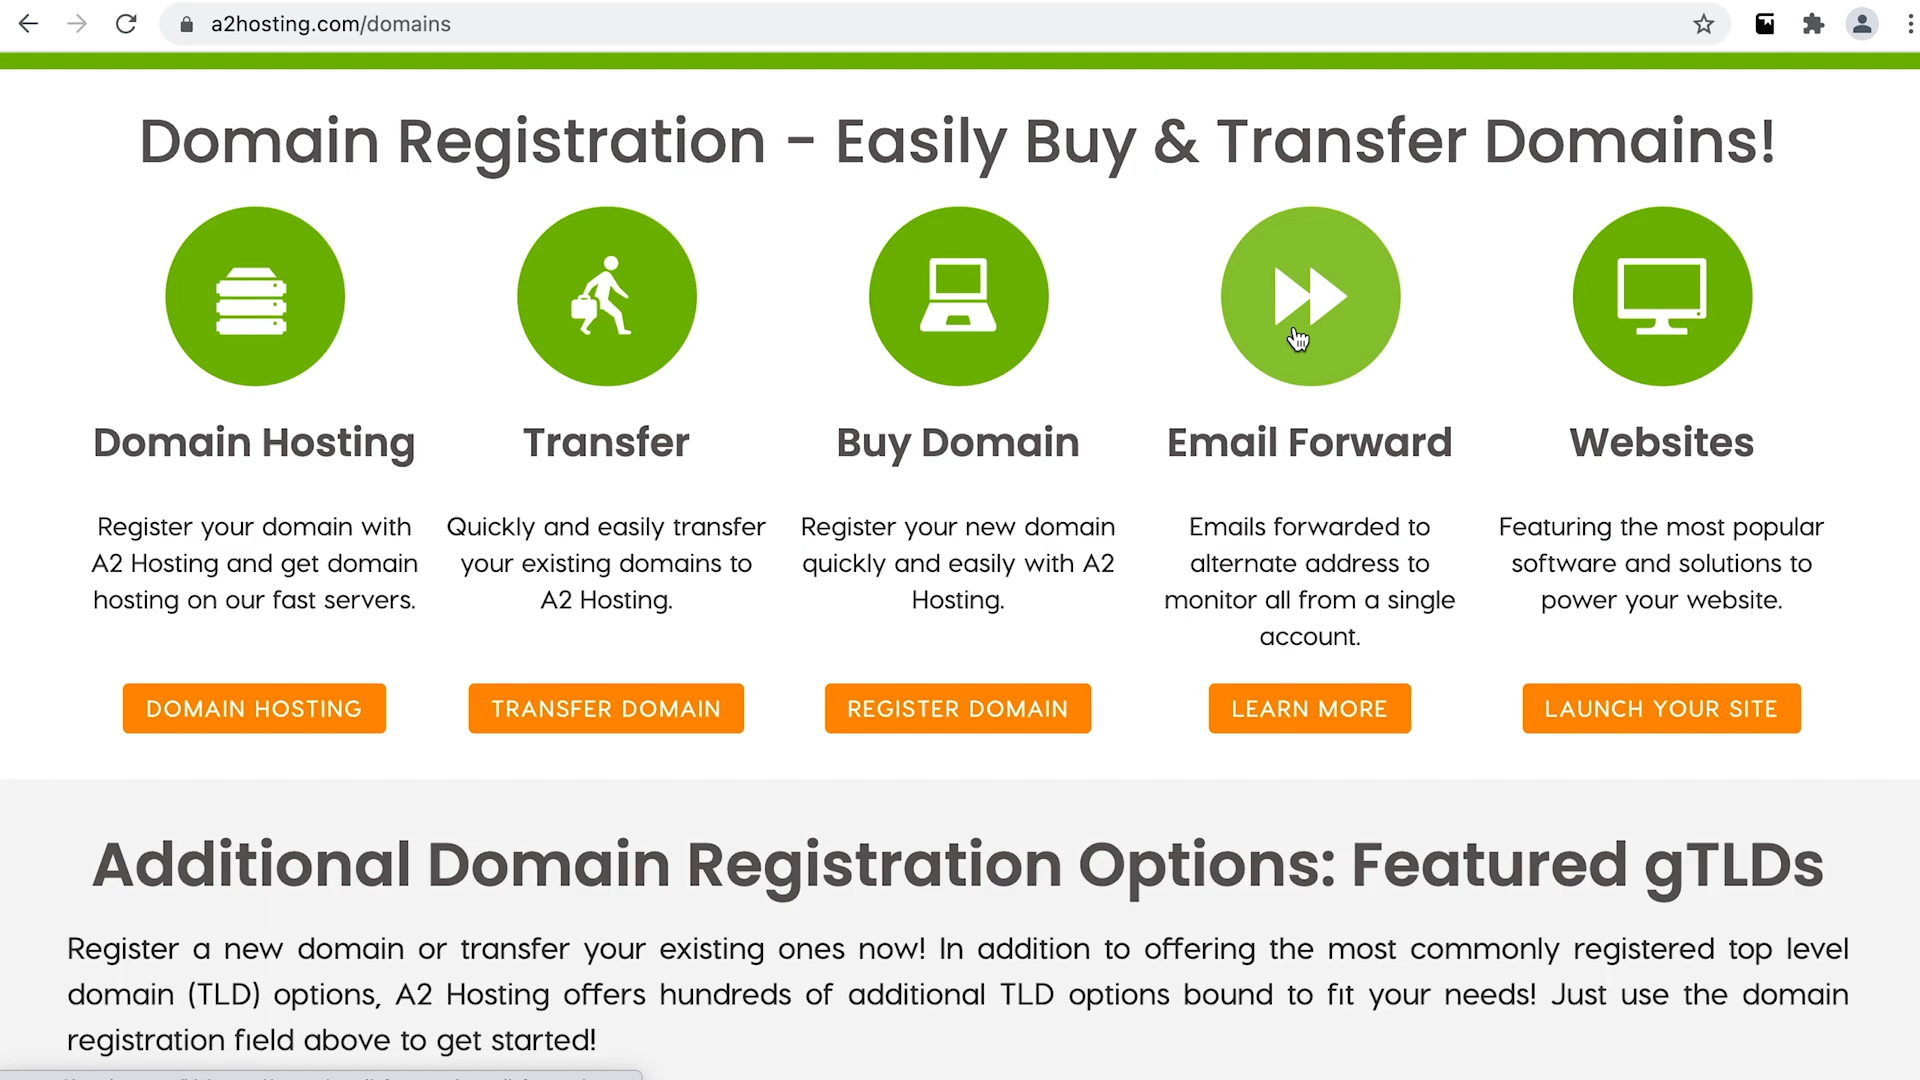 a2hosting.com/domains
Domain Registration - Easily Buy & Transfer Domains!
Domain Hosting
Register your domain with
A2 Hosting and get domain
hosting on our fast servers.
DOMAIN HOSTING
Transfer
Quickly and easily transfer
your existing domains to
A2 Hosting.
TRANSFER DOMAIN
Buy Domain
Register your new domain
quickly and easily with A2
Hosting.
REGISTER DOMAIN
Email Forward
Emails forwarded to
alternate address to
monitor all from a single
account.
LEARN MORE
Websites
Featuring the most popular
software and solutions to
power your website.
LAUNCH YOUR SITE
Additional Domain Registration Options: Featured gTLDs
Register a new domain or transfer your existing ones now! In addition to offering the most commonly registered top level
domain (TLD) options, A2 Hosting offers hundreds of additional TLD options bound to fit your needs! Just use the domain
registration field above to get started!